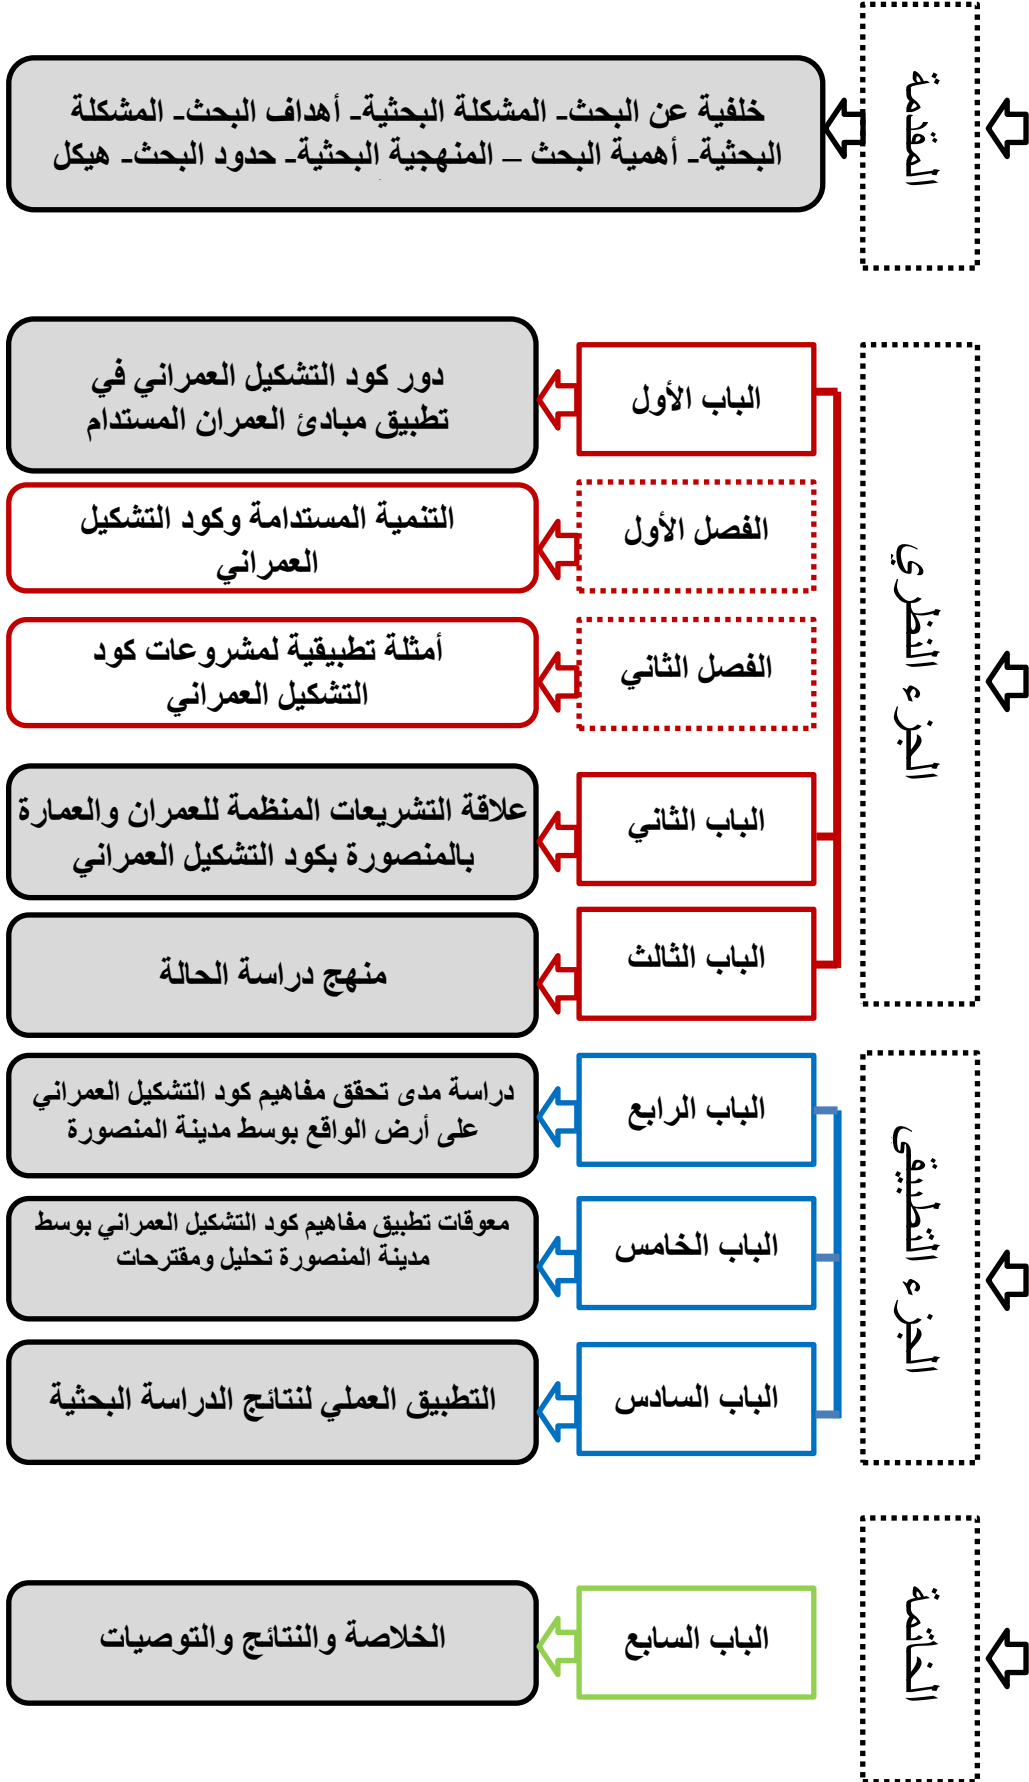 المقدمة
خلفية عن البحث- المشكلة البحثية- أهداف البحث- المشكلة
البحثية- أهمية البحث – المنهجية البحثية- حدود البحث- هيكل
الجزء النظري
الباب الأول
دور كود التشكيل العمراني في
تطبيق مبادئ العمران المستدام
الفصل الأول
التنمية المستدامة وكود التشكيل
العمراني
الفصل الثاني
أمثلة تطبيقية لمشروعات كود
التشكيل العمراني
الباب الثاني
علاقة التشريعات المنظمة للعمران والعمارة
بالمنصورة بكود التشكيل العمراني
الباب الثالث
منهج دراسة الحالة
الجزء التطبيقى
الباب الرابع
دراسة مدى تحقق مفاهيم كود التشكيل العمراني
على أرض الواقع بوسط مدينة المنصورة
الباب الخامس
معوقات تطبيق مفاهيم كود التشكيل العمراني بوسط
مدينة المنصورة تحليل ومقترحات
الباب السادس
التطبيق العملي لنتائج الدراسة البحثية
الخاتمة
الباب السابع
الخلاصة والنتائج والتوصيات